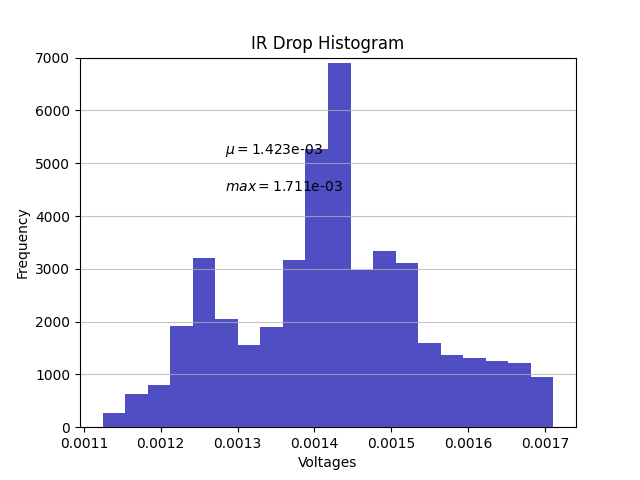 IR Drop Histogram
7000
6000
5000
4000
3000
2000
1000
0
Frequency
μ = 1.423e-03
max = 1.711e-03
0.0011 0.0012 0.0013 0.0014 0.0015 0.0016 0.0017
Voltages